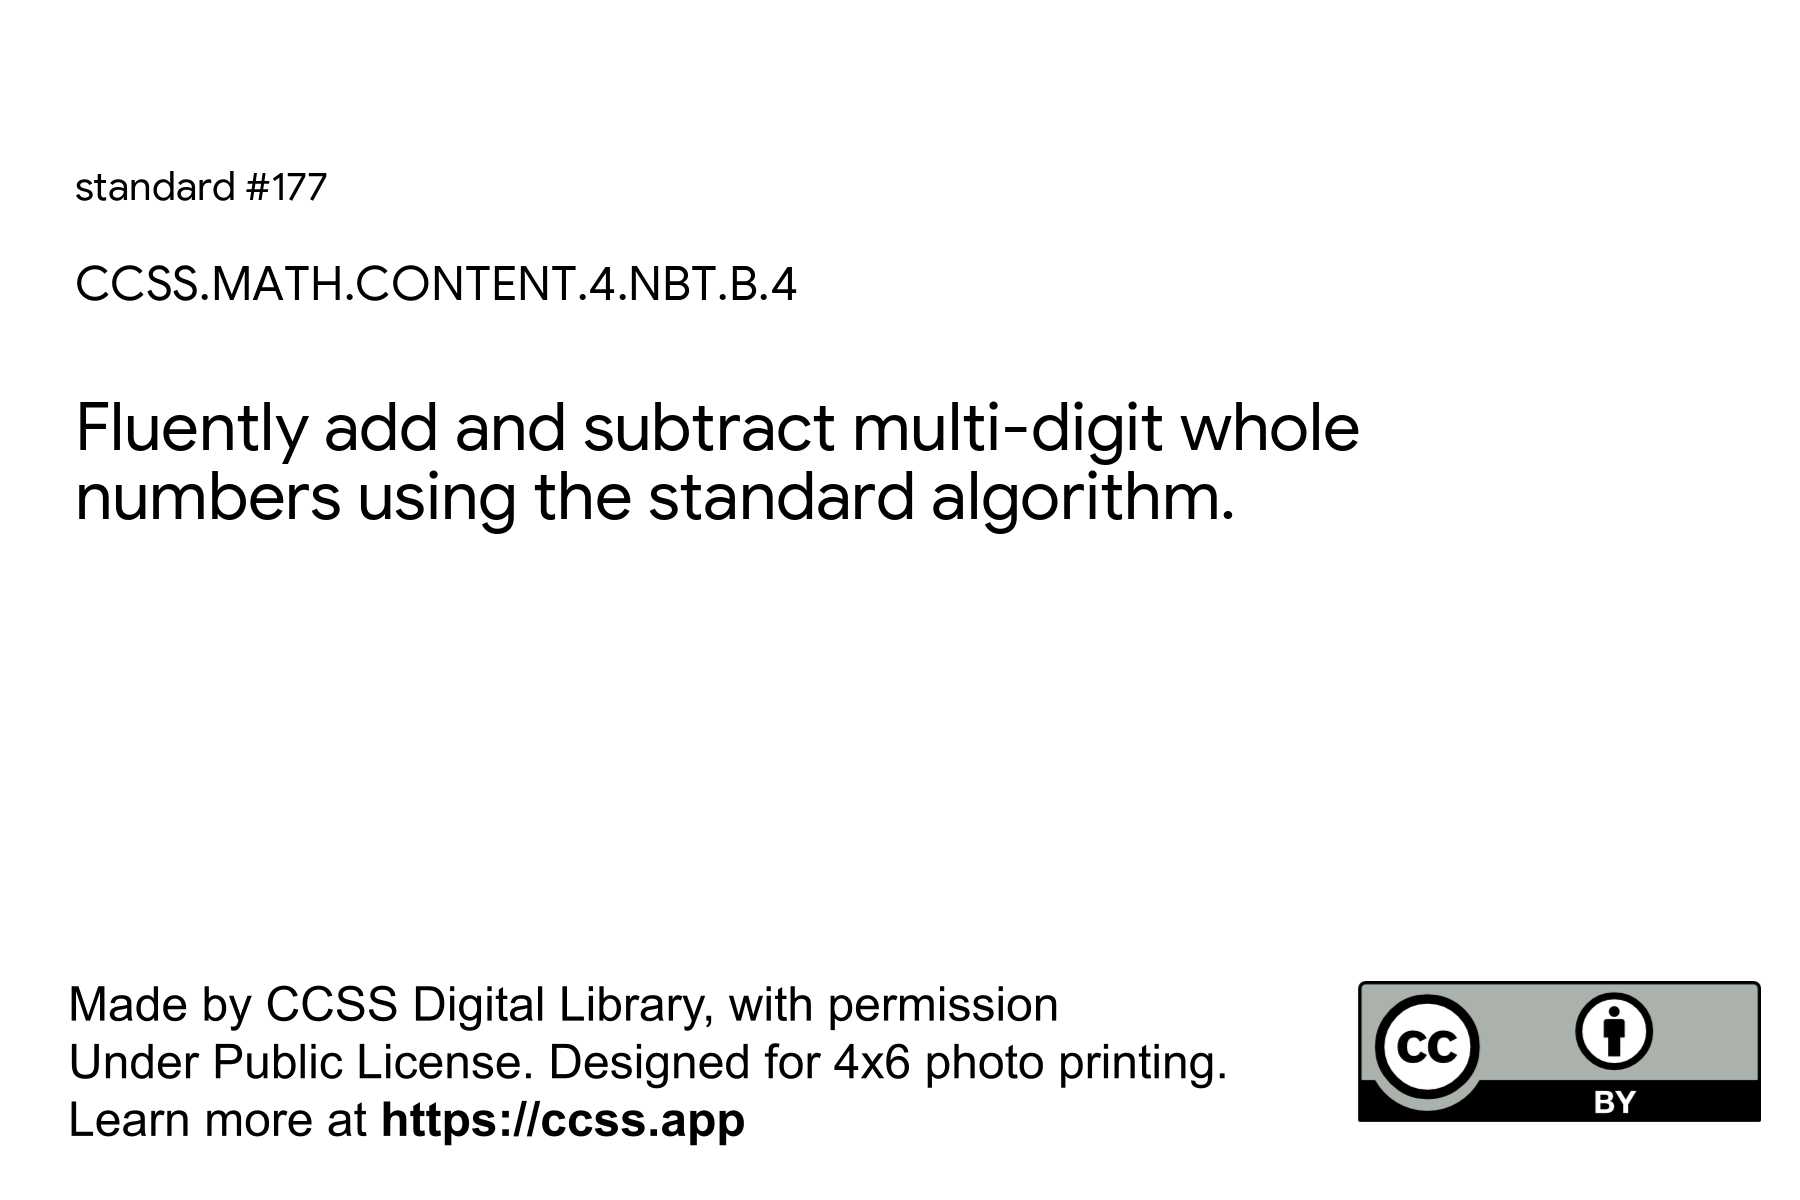 standard #177
CCSS.MATH.CONTENT.4.NBT.B.4
Fluently add and subtract multi-digit whole
numbers using the standard algorithm.
Made by CCSS Digital Library, with permission
Under Public License. Designed for 4x6 photo printing.
Learn more at https://ccss.app
cc
BY